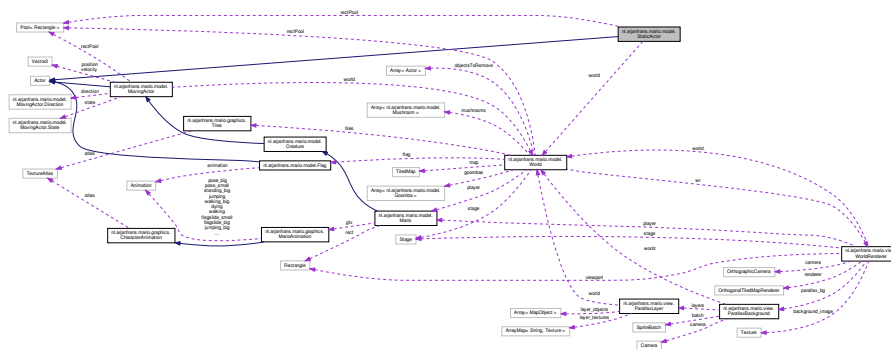 rectPool
Pool< Rectangle >
rectPool
nl.arjanfrans.mario.model.
StaticActor
rectPool
Vector2
position
velocity
Actor
Array< Actor >
objectsToRemove
world
world
nl.arjanfrans.mario.model.
MovingActor
direction
nl.arjanfrans.mario.model.
MovingActor.Direction
state
nl.arjanfrans.mario.model.
MovingActor.State
Array< nl.arjanfrans.mario.model.
Mushroom >
mushrooms
nl.arjanfrans.mario.graphics.
Tiles
tiles
nl.arjanfrans.mario.model.
Creature
atlas
TextureAtlas
nl.arjanfrans.mario.model.Flag
flag
nl.arjanfrans.mario.model.
World
world
map
TiledMap
goombas
Array< nl.arjanfrans.mario.model.
Goomba >
wr
animation
Animation
pose_big
pose_small
standing_big
jumping
walking_big
dying
walking
flagslide_small
flagslide_big
jumping_big
...
player
stage
atlas
nl.arjanfrans.mario.graphics.
CharacterAnimation
nl.arjanfrans.mario.graphics.
MarioAnimation
gfx
rect
nl.arjanfrans.mario.model.
Mario
Stage
player
stage
world
nl.arjanfrans.mario.view.
WorldRenderer
Rectangle
viewport
camera
OrthographicCamera
renderer
OrthogonalTiledMapRenderer
parallax_bg
world
nl.arjanfrans.mario.view.
ParallaxLayer
layers
nl.arjanfrans.mario.view.
ParallaxBackground
background_image
Array< MapObject >
layer_objects
layer_textures
ArrayMap< String, Texture >
batch
SpriteBatch
camera
Camera
Texture